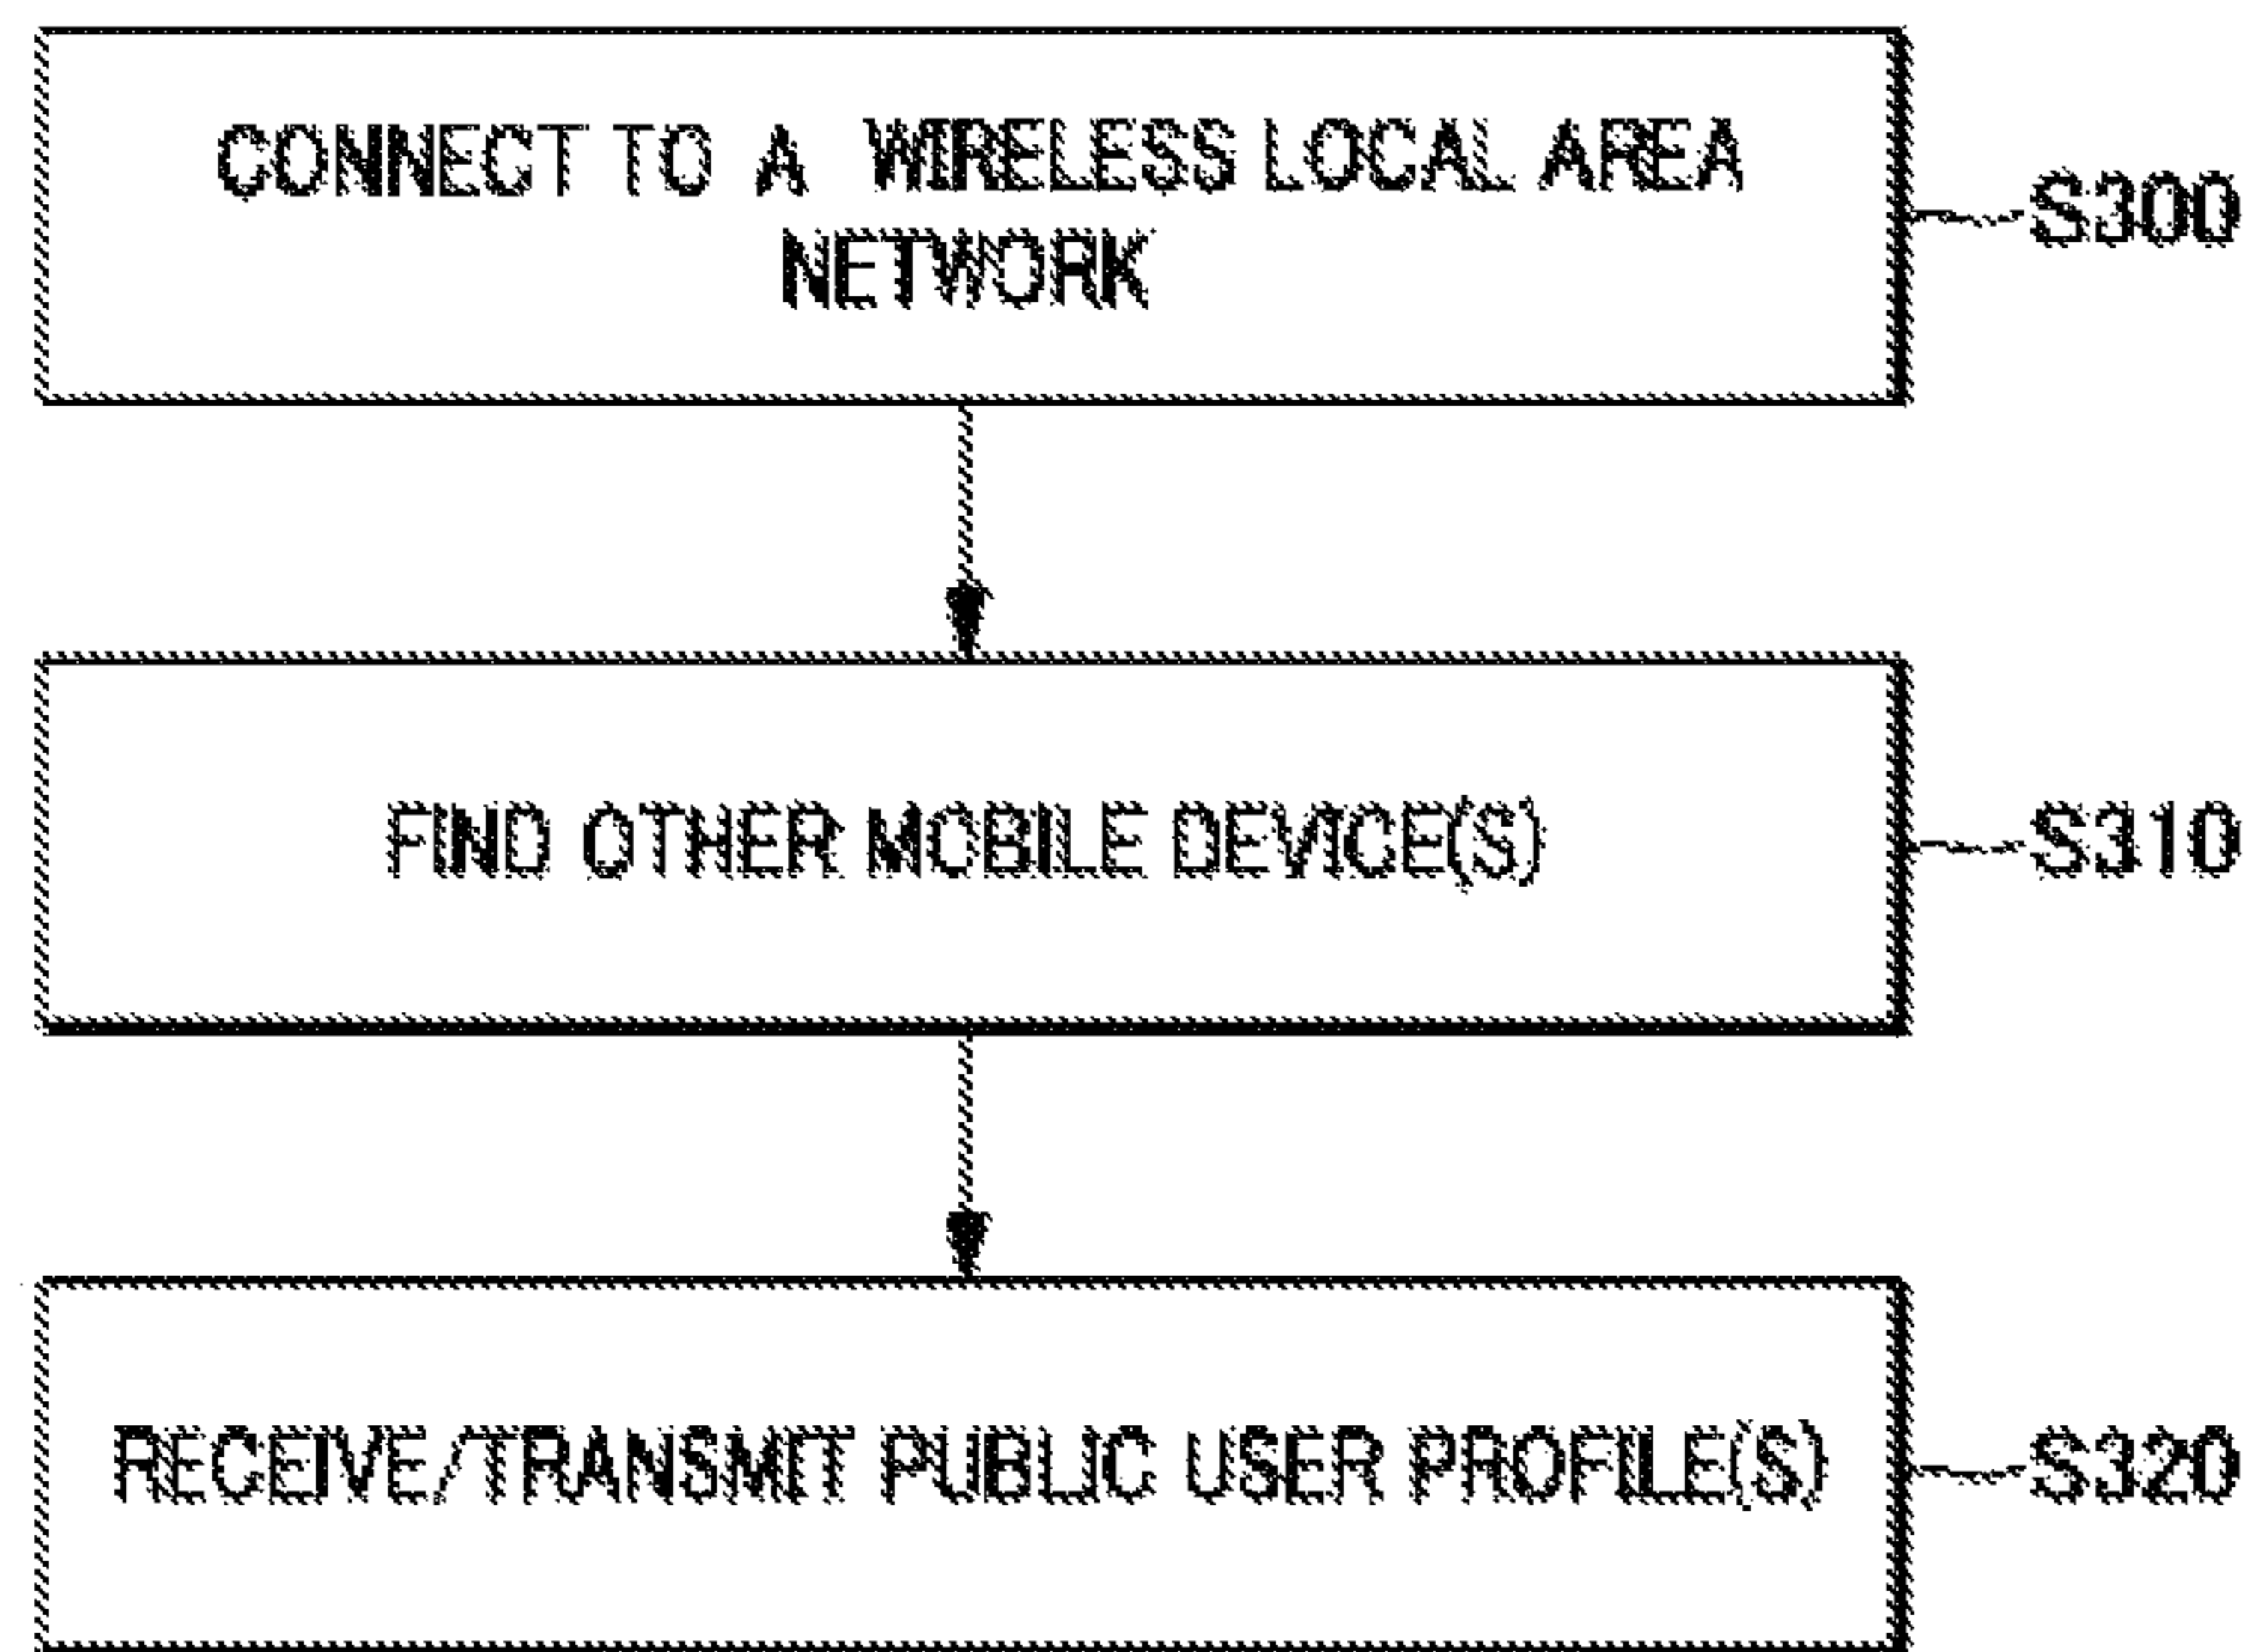 CONNECT TO A WIRELESS LOCAL AREA
NETWORK
S300
FIND OTHER MOBILE DEVICE(S)
S310
RECEIVE/TRANSMIT PUBLIC USER PROFILE(S)
S320